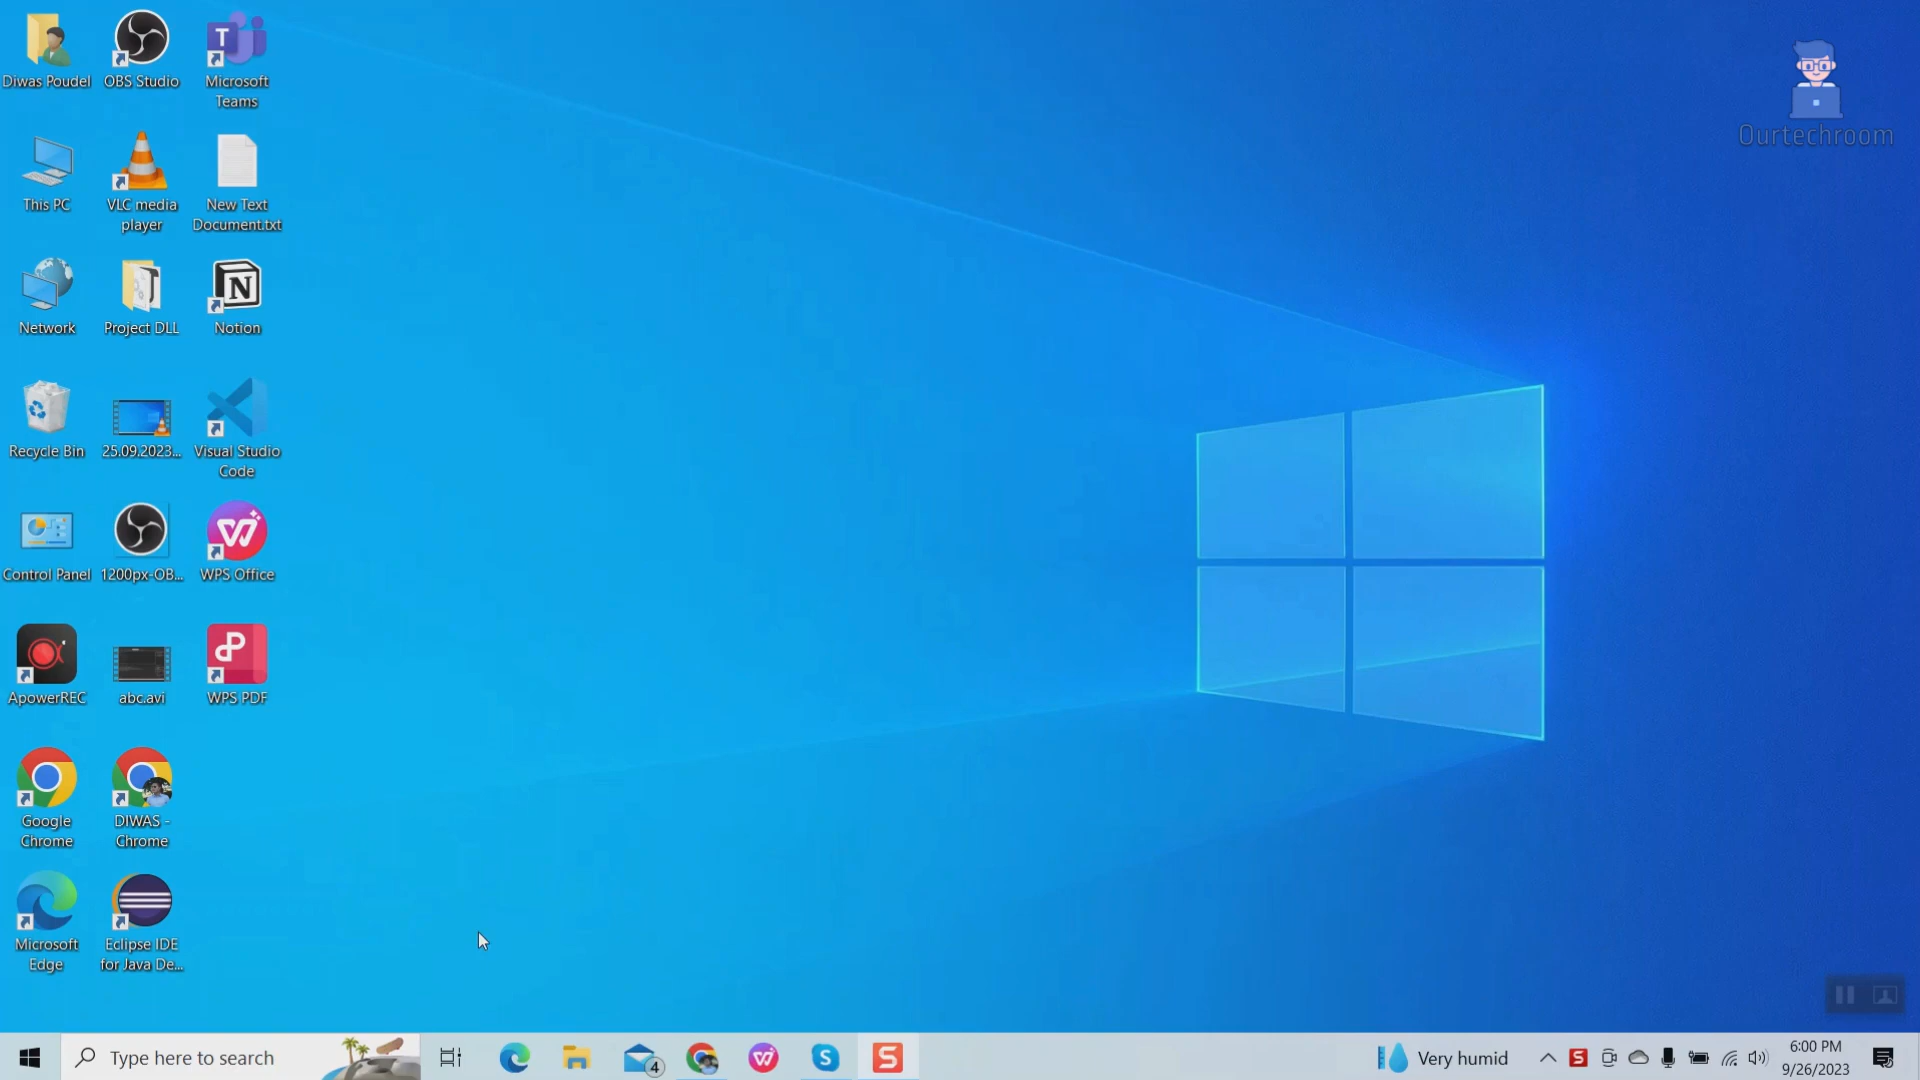 Diwas Poudel
OBS Studio
Microsoft
Teams
This PC
VLC media
player
New Text
Document.txt
Network
Project DLL
Notion
Recycle Bin
25.09.2023...
Visual Studio
Code
Control Panel
1200px-OB...
WPS Office
ApowerREC
abc.avi
WPS PDF
Google
Chrome
DIWAS -
Chrome
Microsoft
Edge
Eclipse IDE
for Java De...
Ourtechroom
Type here to search
4
Very humid
6:00 PM
9/26/2023